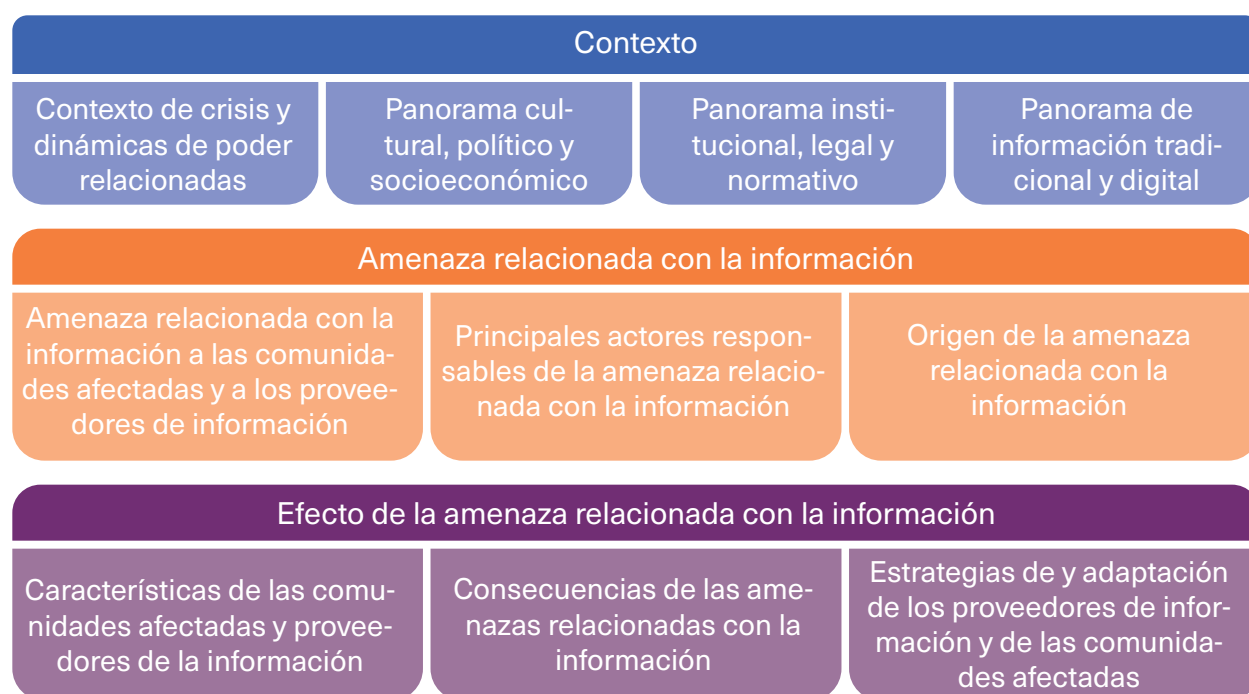 Contexto
Contexto de crisis y
dinámicas de poder
relacionadas
Panorama cul-
tural, político y
socioeconómico
Panorama insti-
tucional, legal y
normativo
Panorama de
información tradi-
cional y digital
Amenaza relacionada con la información
Amenaza relacionada con la
información a las comunida-
des afectadas y a los provee-
dores de información
Principales actores respon-
sables de la amenaza relacio-
nada con la información
Origen de la amenaza
relacionada con la
información
Efecto de la amenaza relacionada con la información
Características de las comu-
nidades afectadas y provee-
dores de la información
Consecuencias de las ame-
nazas relacionadas con la
información
Estrategias de y adaptación
de los proveedores de infor-
mación y de las comunida-
des afectadas